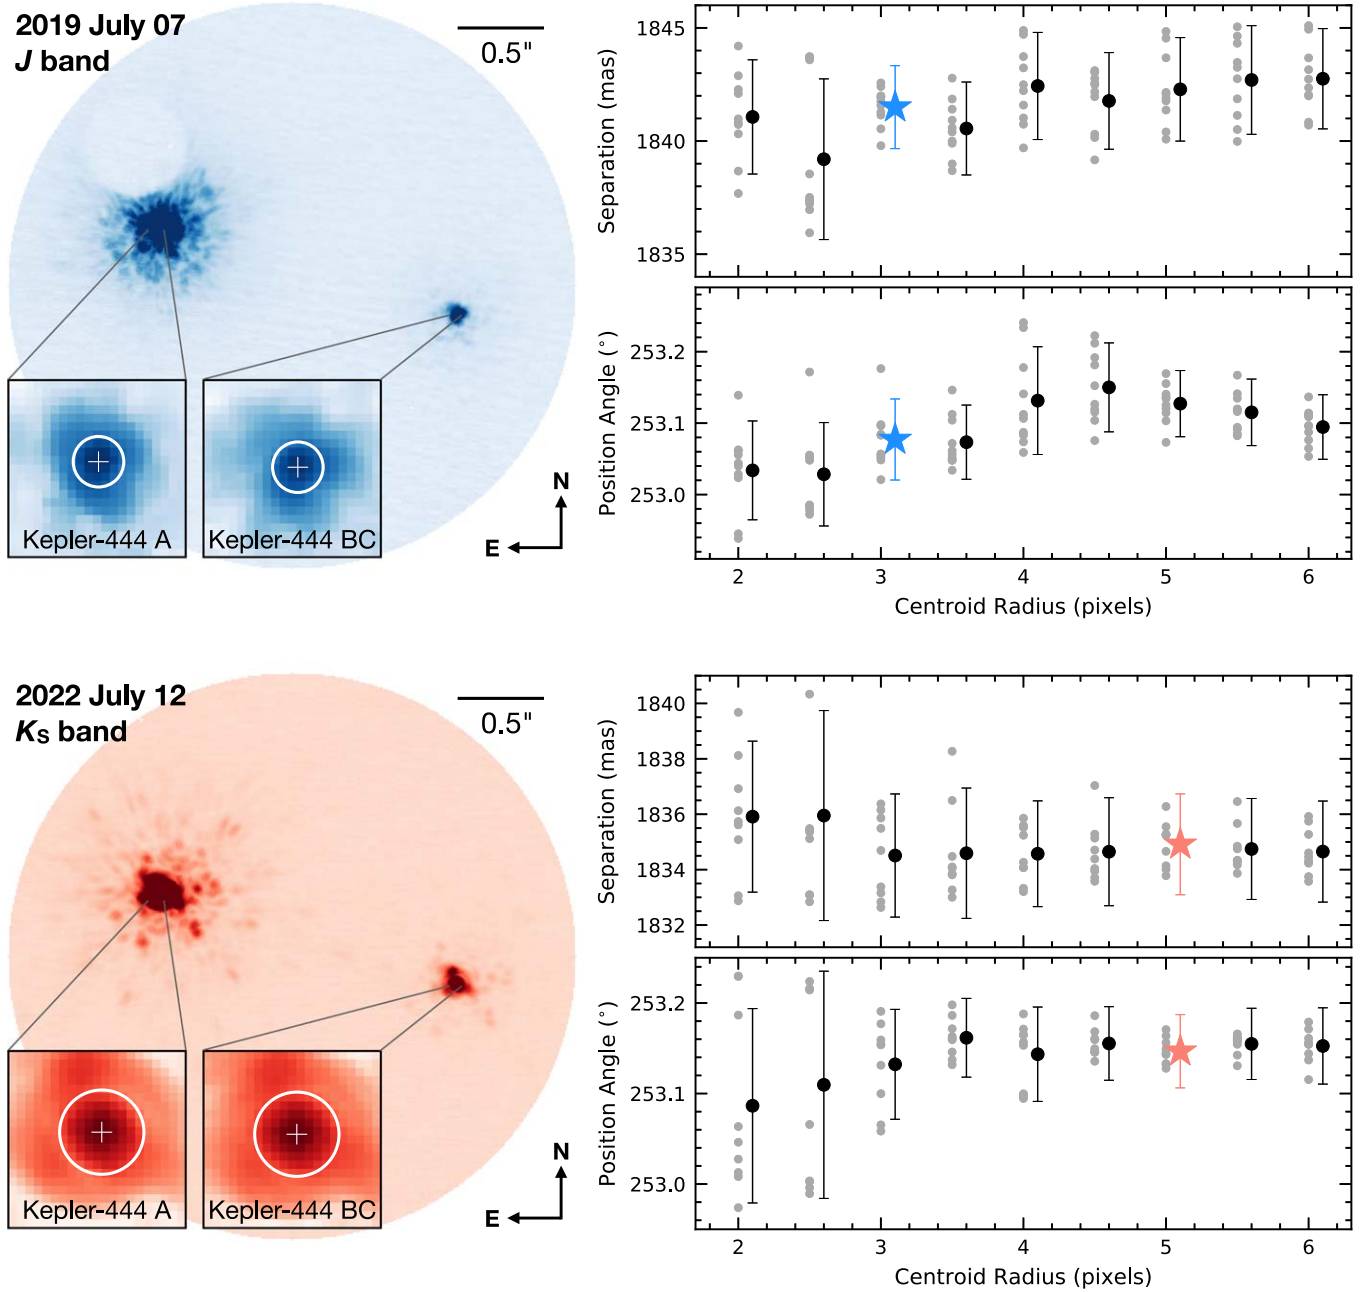 2019 July 07
J band
0.5"
Kepler-444 A
Kepler-444 BC
N
E
1845
1840
1835
Separation (mas)
253.2
253.1
253.0
Position Angle (°)
2 3 4 5 6
Centroid Radius (pixels)
2022 July 12
KS band
0.5"
Kepler-444 A
Kepler-444 BC
N
E
1840
1838
1836
1834
1832
Separation (mas)
253.2
253.1
253.0
Position Angle (°)
2 3 4 5 6
Centroid Radius (pixels)